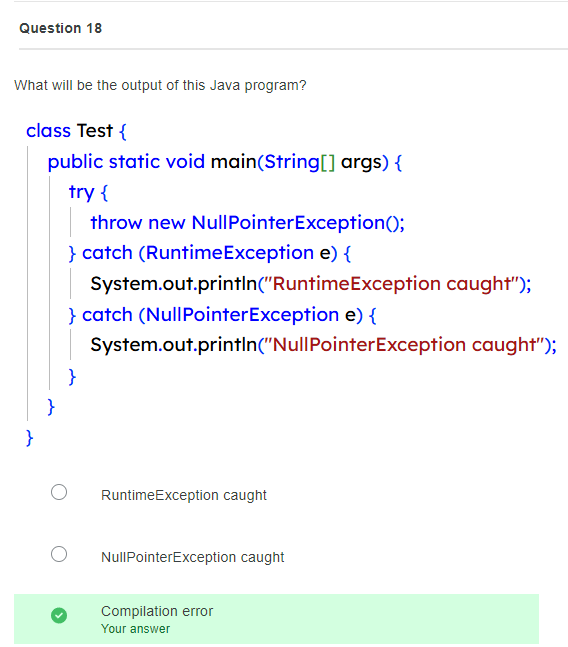 Question 18
What will be the output of this Java program?
class Test {
public static void main(String[] args) {
try {
throw new NullPointerException();
} catch (RuntimeException e) {
System.out.println("RuntimeException caught");
} catch (NullPointerException e) {
System.out.println("NullPointerException caught");
}
}
}
RuntimeException caught
NullPointerException caught
Compilation error
Your answer